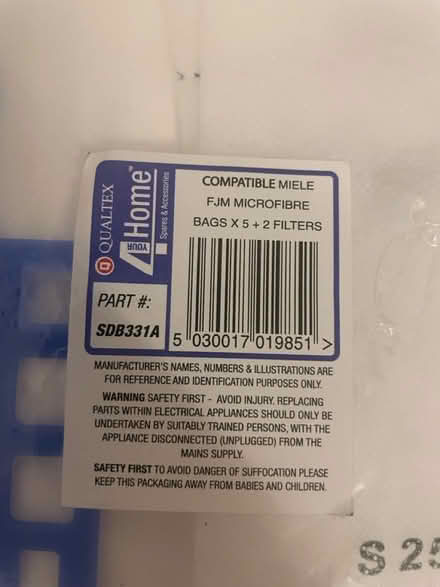 QUALTEX
4 YOUR Home™
Spares & Accessories
PART #:
SDB331A
COMPATIBLE MIELE
FJM MICROFIBRE
BAGS X 5 + 2 FILTERS
5 030017 019851 >
MANUFACTURER'S NAMES, NUMBERS & ILLUSTRATIONS ARE
FOR REFERENCE AND IDENTIFICATION PURPOSES ONLY.
WARNING SAFETY FIRST - AVOID INJURY. REPLACING
PARTS WITHIN ELECTRICAL APPLIANCES SHOULD ONLY BE
UNDERTAKEN BY SUITABLY TRAINED PERSONS, WITH THE
APPLIANCE DISCONNECTED (UNPLUGGED) FROM THE
MAINS SUPPLY.
SAFETY FIRST TO AVOID DANGER OF SUFFOCATION PLEASE
KEEP THIS PACKAGING AWAY FROM BABIES AND CHILDREN.